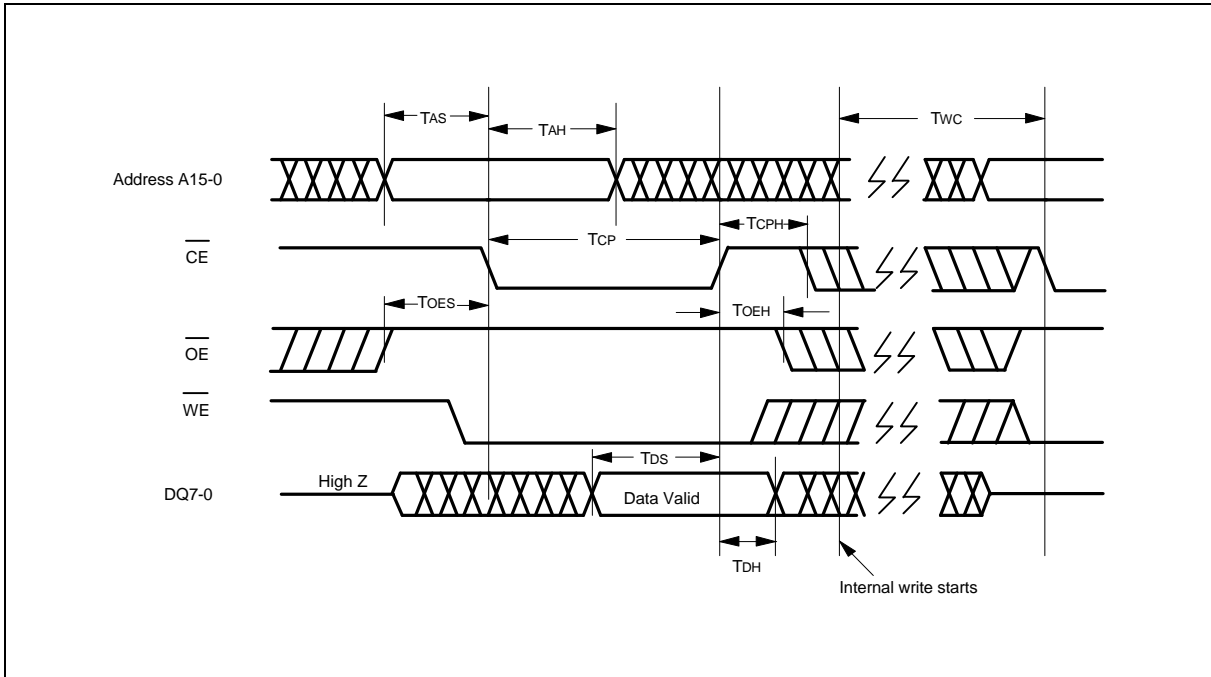 TAS
TAH
TWC
Address A15-0
TCPH
TCP
CE
TOES
TOEH
OE
WE
TDS
High Z
DQ7-0
Data Valid
TDH
Internal write starts